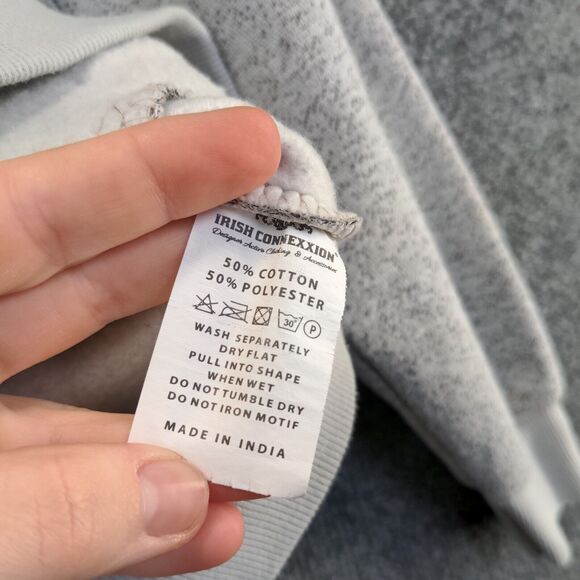 IRISH CONNEXXION
Designer Active Clothing & Accessories
50% COTTON
50% POLYESTER
30° P
WASH SEPARATELY
DRY FLAT
PULL INTO SHAPE
WHEN WET
DO NOT TUMBLE DRY
DO NOT IRON MOTIF
MADE IN INDIA